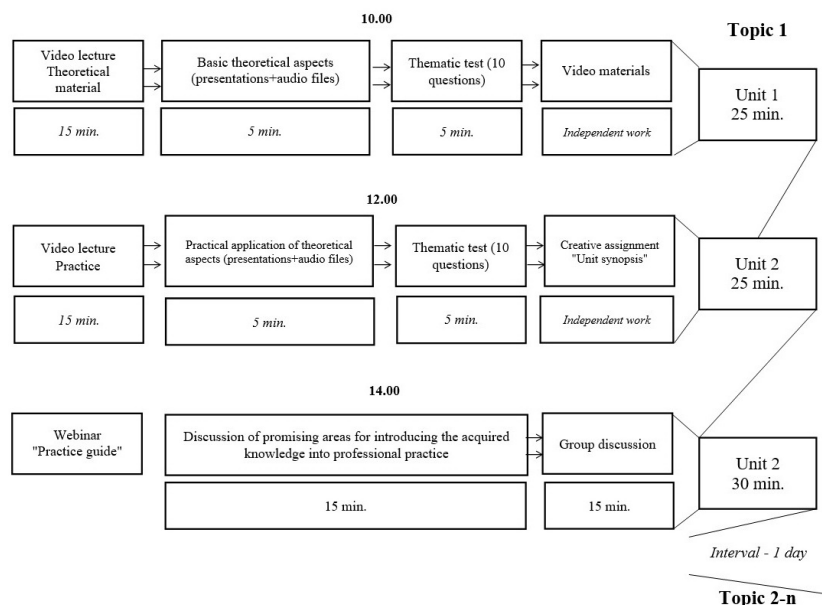 10.00
Topic 1
Video lecture
Theoretical
material
Basic theoretical aspects
(presentations+audio files)
Thematic test (10
questions)
Video materials
Unit 1
25 min.
15 min.
5 min.
5 min.
Independent work
12.00
Video lecture
Practice
Practical application of theoretical
aspects (presentations+audio files)
Thematic test (10
questions)
Creative assignment
"Unit synopsis"
Unit 2
25 min.
15 min.
5 min.
5 min.
Independent work
14.00
Webinar
"Practice guide"
Discussion of promising areas for introducing the acquired
knowledge into professional practice
Group discussion
Unit 2
30 min.
15 min.
15 min.
Interval - 1 day
Topic 2-n